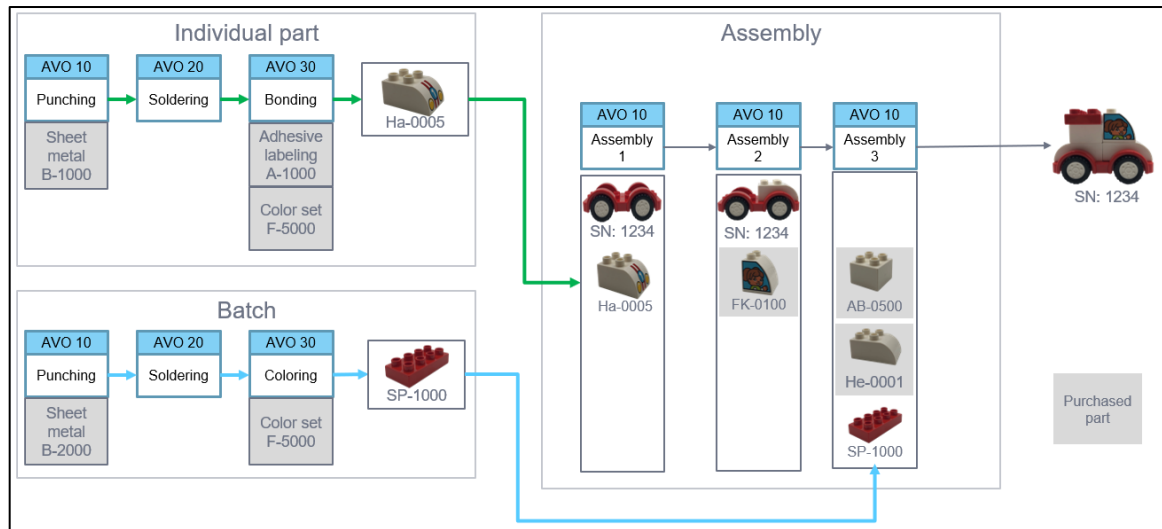 Individual part
AVO 10
AVO 20
AVO 30
Punching
Soldering
Bonding
Ha-0005
Sheet
metal
B-1000
Adhesive
labeling
A-1000
Color set
F-5000
Batch
AVO 10
AVO 20
AVO 30
Punching
Soldering
Coloring
SP-1000
Sheet
metal
B-2000
Color set
F-5000
Assembly
AVO 10
AVO 10
AVO 10
Assembly
1
Assembly
2
Assembly
3
SN: 1234
Ha-0005
SN: 1234
FK-0100
AB-0500
He-0001
SP-1000
SN: 1234
Purchased
part